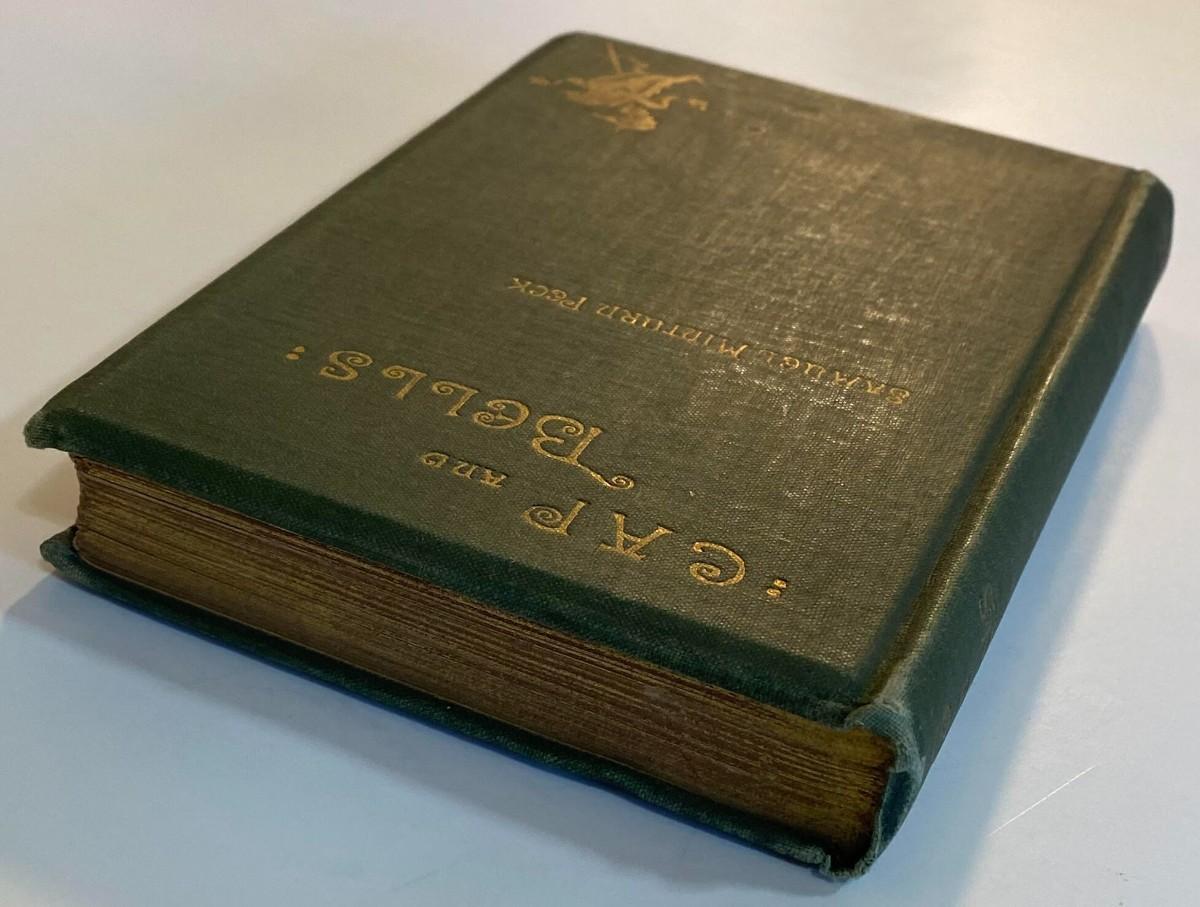 :CAP AND
BELLS:
SAMUEL MINTURN PECK